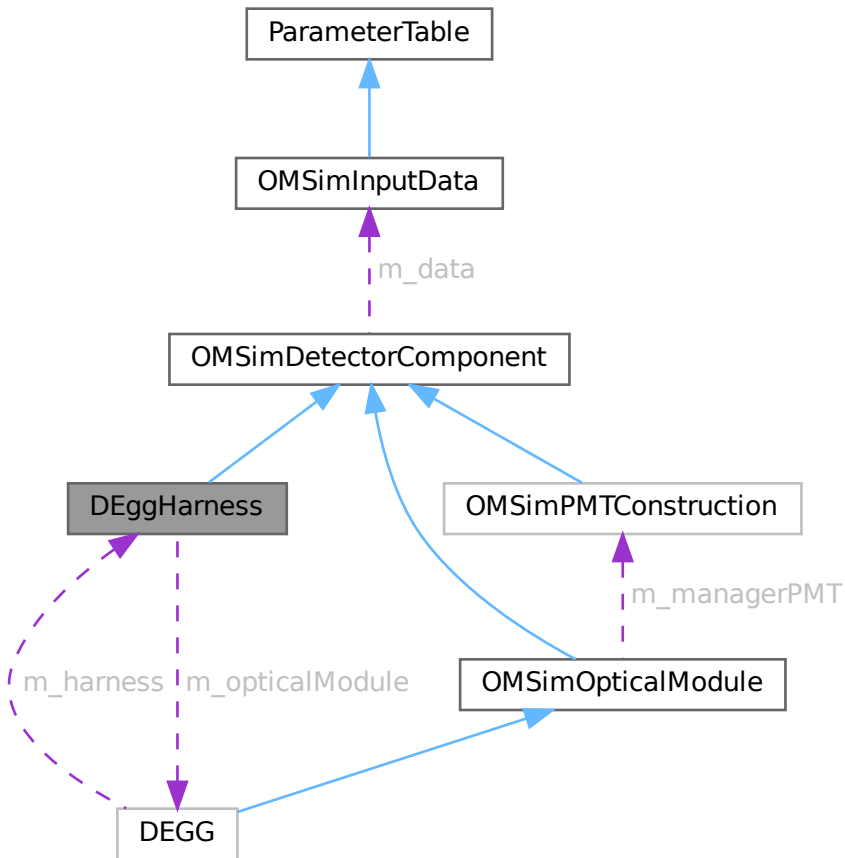 ParameterTable
OMSimInputData
m_data
OMSimDetectorComponent
DEggHarness
OMSimPMTConstruction
m_managerPMT
m_harness
m_opticalModule
OMSimOpticalModule
DEGG